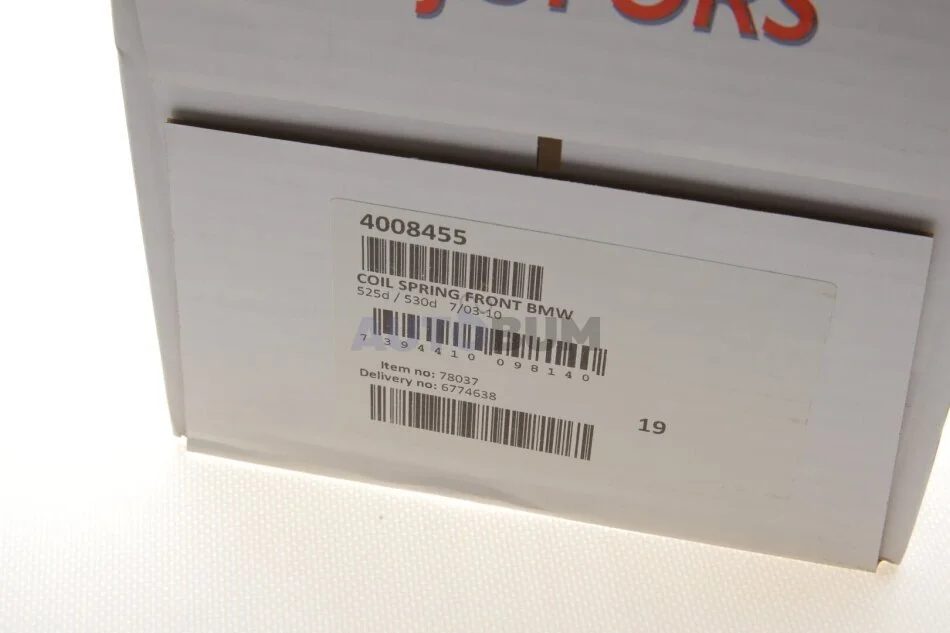 4008455
COIL SPRING FRONT BMW
525d / 530d 7/03-10
AUTOBUM
7 394410 098140
Item no: 78037
Delivery no: 6774638
19